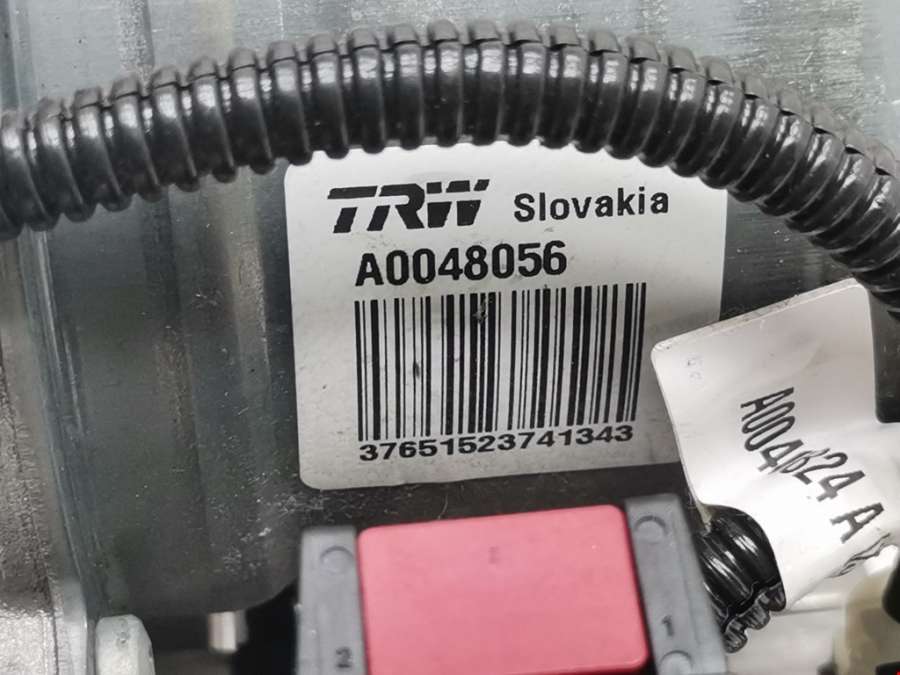 TRW Slovakia
A0048056
37651523741343
A004624 A
2
1